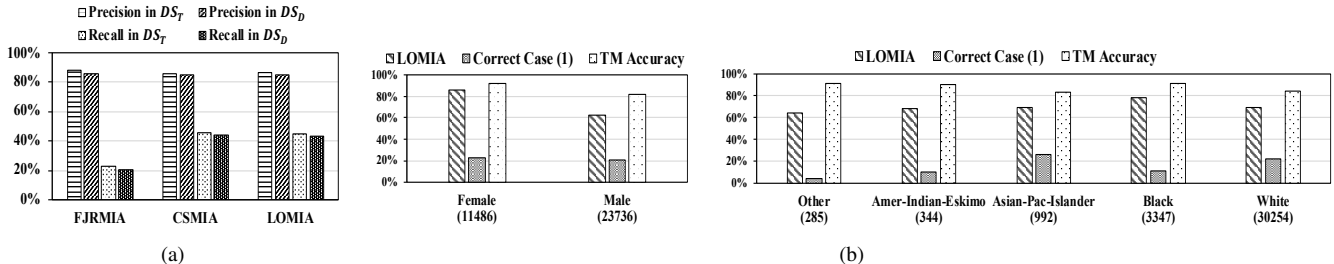 Precision in DS_T Precision in DS_D
Recall in DS_T Recall in DS_D
100%
80%
60%
40%
20%
0%
FJRMIA CSMIA LOMIA
(a)
LOMIA Correct Case (1) TM Accuracy
100%
80%
60%
40%
20%
0%
Female Male
(11486) (23736)
LOMIA Correct Case (1) TM Accuracy
100%
80%
60%
40%
20%
0%
Other Amer-Indian-Eskimo Asian-Pac-Islander Black White
(285) (344) (992) (3347) (30254)
(b)